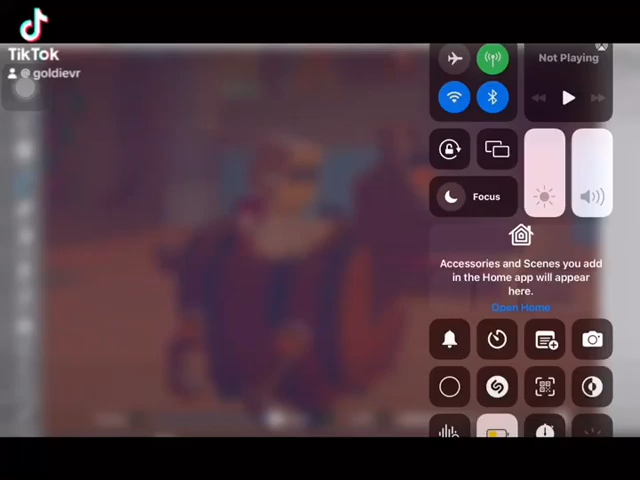 TikTok
@goldievr
Not Playing
Focus
Accessories and Scenes you add
in the Home app will appear
here.
Open Home